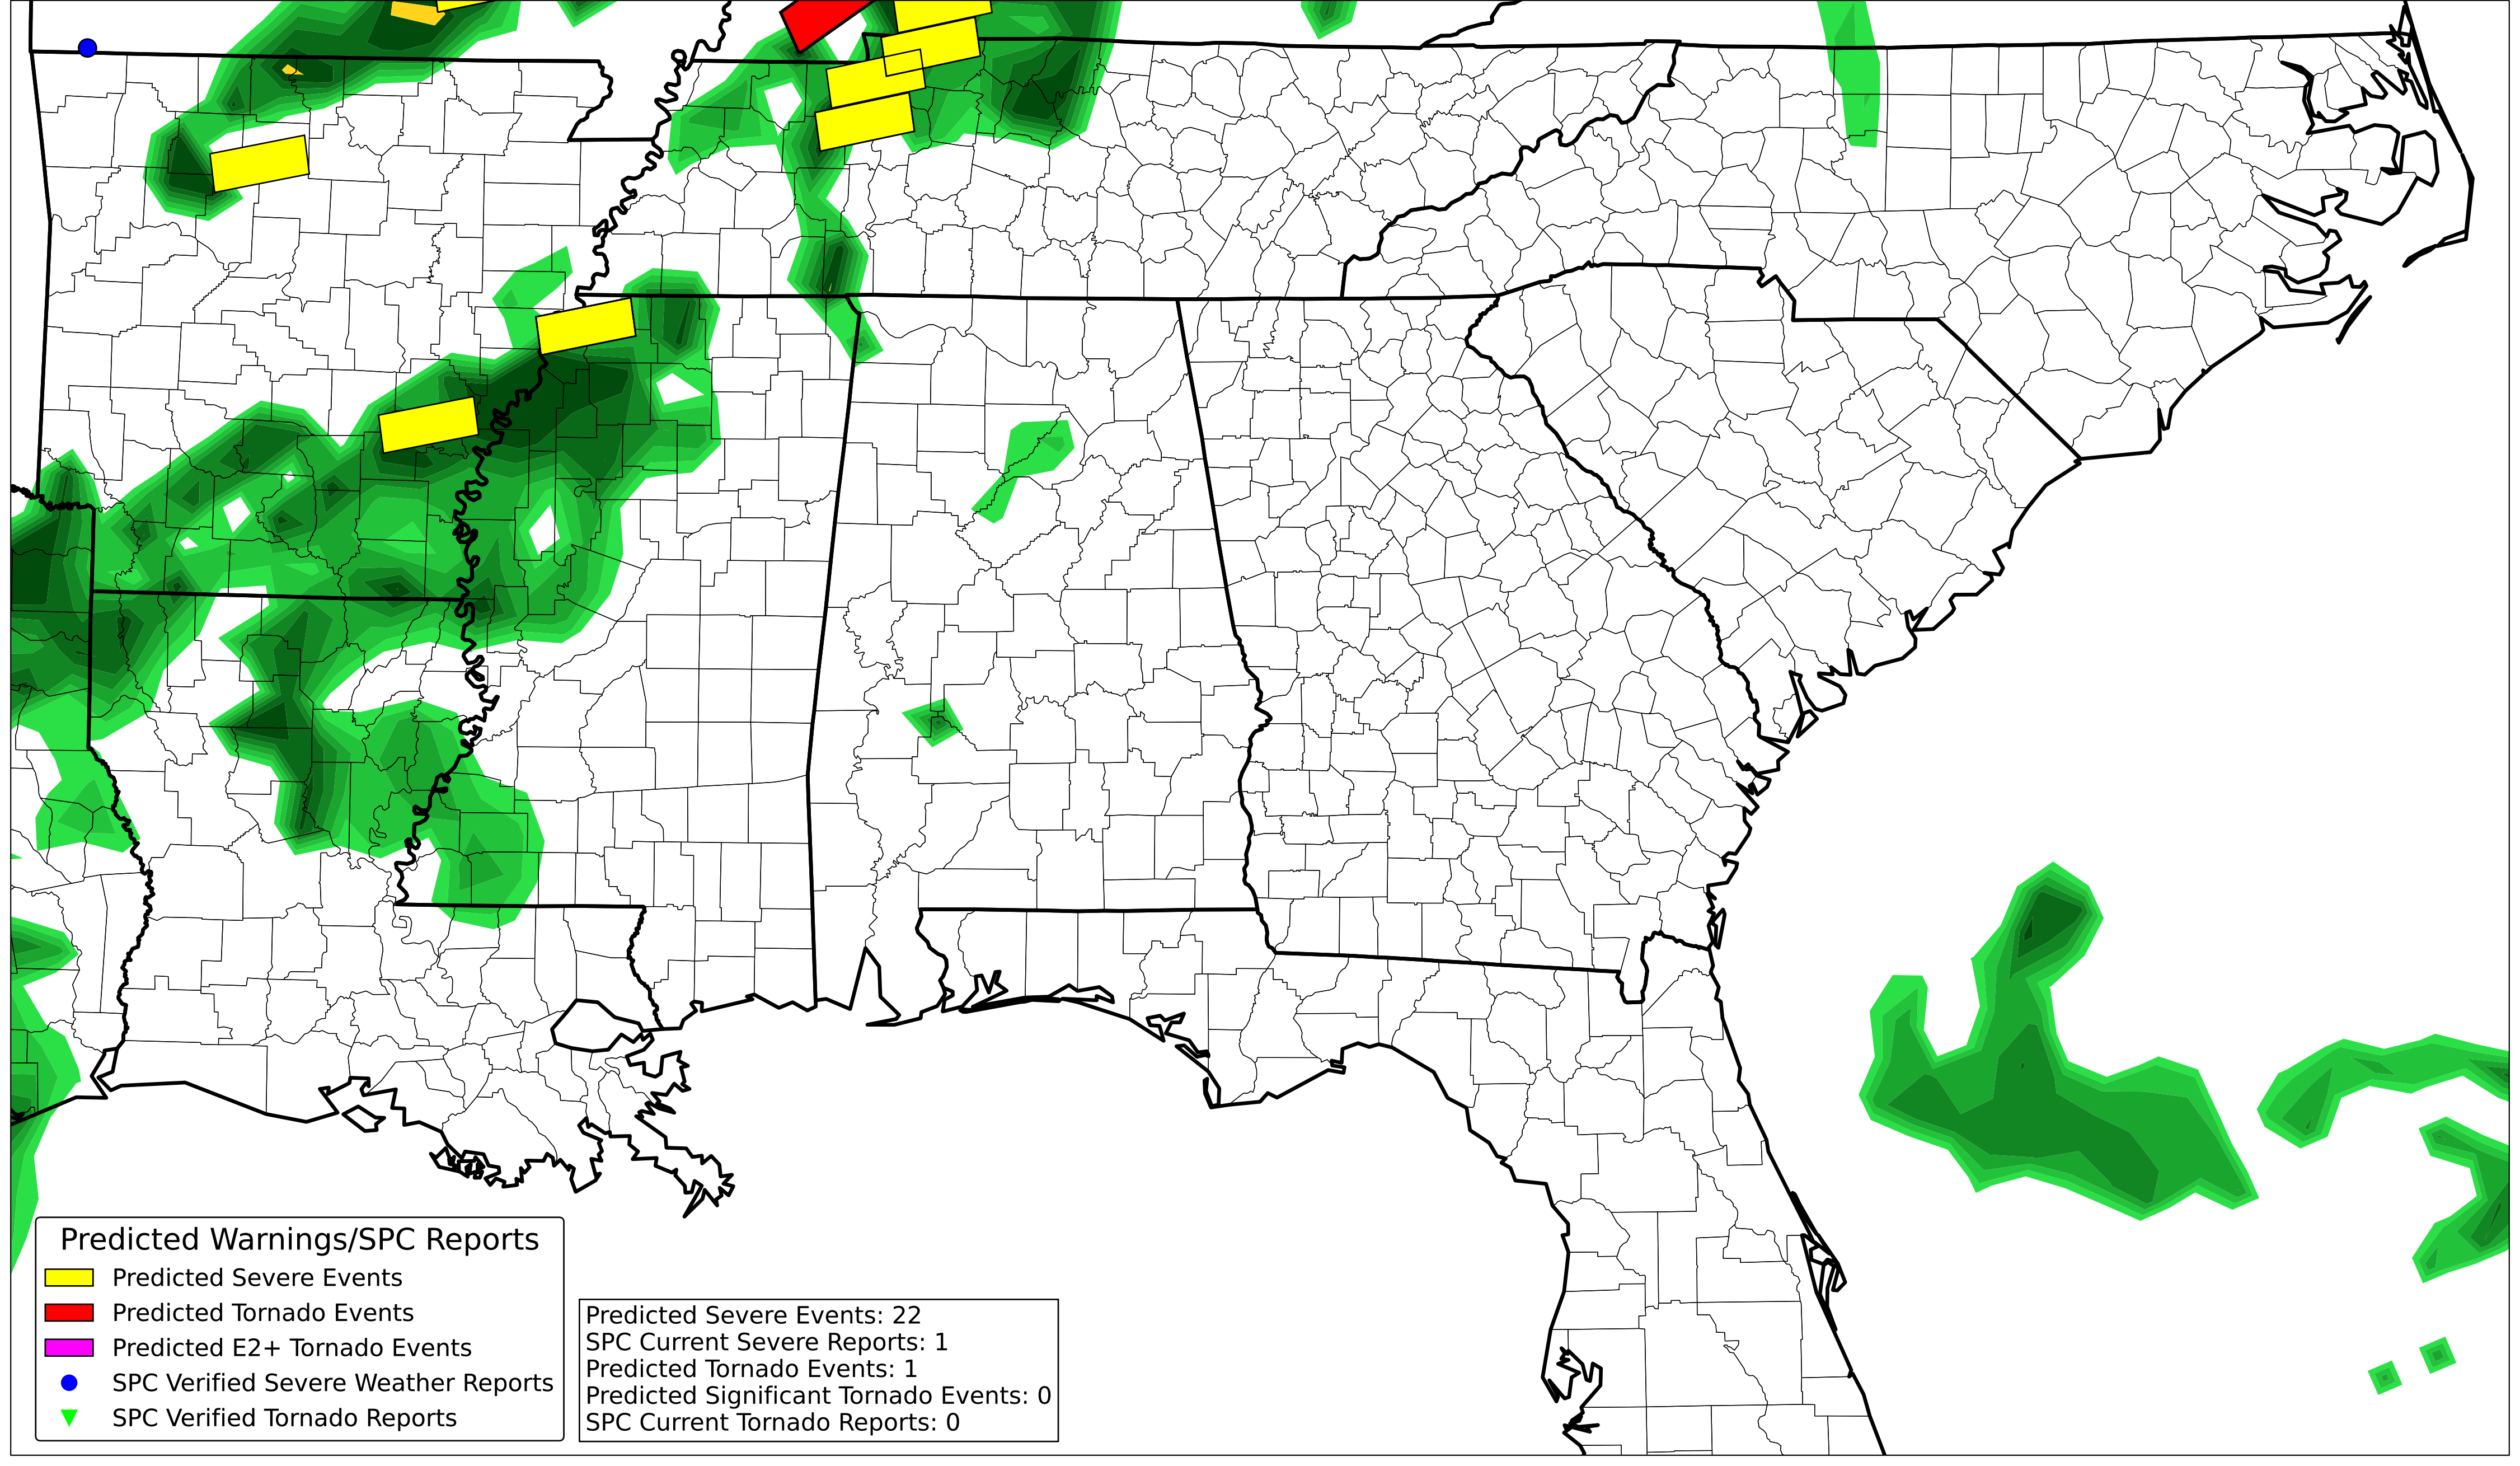 Predicted Warnings/SPC Reports
Predicted Severe Events
Predicted Tornado Events
Predicted E2+ Tornado Events
SPC Verified Severe Weather Reports
SPC Verified Tornado Reports
Predicted Severe Events: 22
SPC Current Severe Reports: 1
Predicted Tornado Events: 1
Predicted Significant Tornado Events: 0
SPC Current Tornado Reports: 0